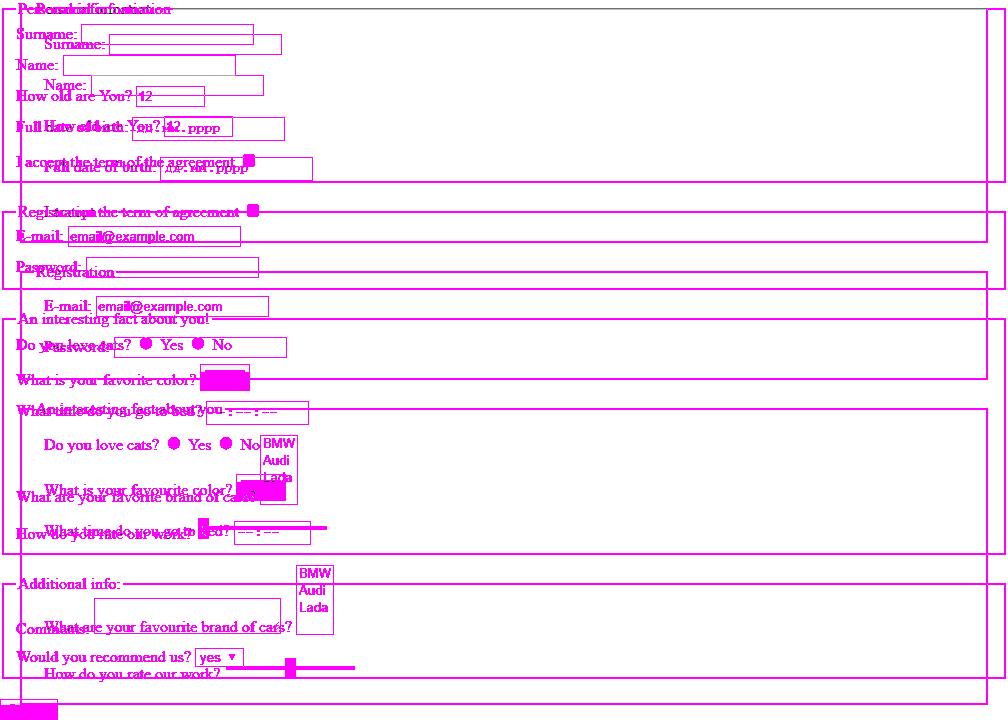 Personal information
Personal information
Surname:
Surname:
Name:
Name:
How old are You? 12
How old are You? 12
Full date of birth:
Full date of birth: дд.мм.гггг
I accept the term of the agreement
I accept the term of agreement
Registration
E-mail: email@example.com
Password:
Registration
E-mail: email@example.com
An interesting fact about you!
Do you love cats? Yes No
Password:
What is your favorite color?
An interesting fact about you
What time do you go to bed? --:--
Do you love cats? Yes No
BMW
Audi
Lada
What is your favourite color?
What are your favorite brand of cars?
What time do you go to bed? --:--
How do you rate our work?
BMW
Audi
Lada
Additional info:
What are your favourite brand of cars?
Would you recommend us? yes
How do you rate our work?